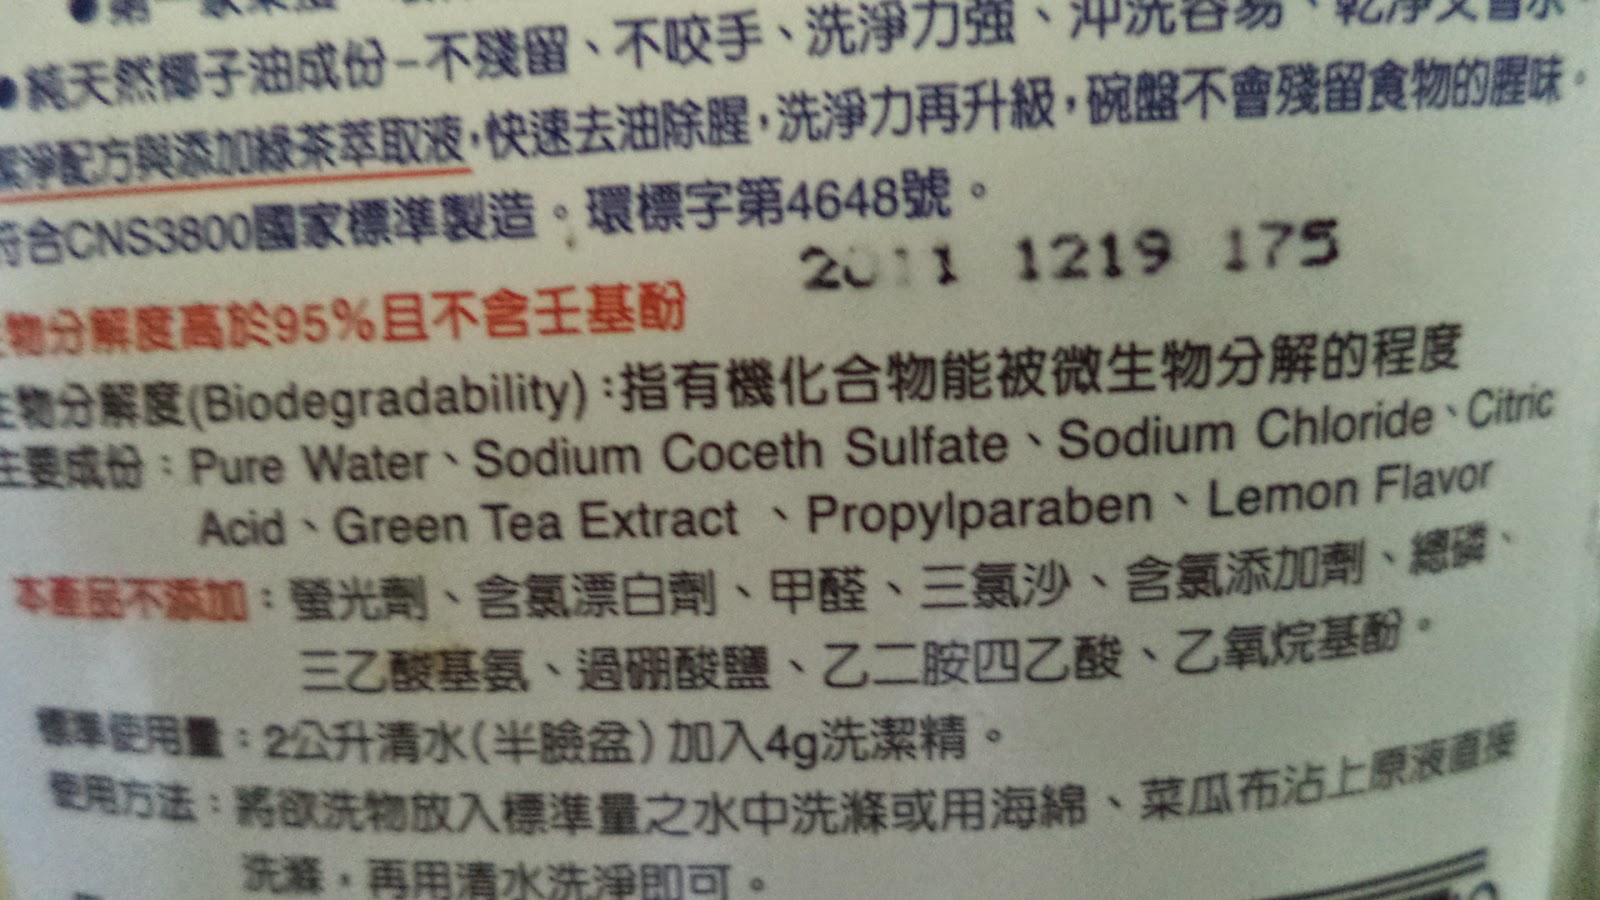 純天然椰子油成份－不殘留、不咬手、洗淨力強、沖洗容易、乾淨又省水
潔淨配方與添加綠茶萃取液，快速去油除腥，洗淨力再升級，碗盤不會殘留食物的腥味。
符合CNS3800國家標準製造。環標字第4648號。
2011 1219 175
生物分解度高於95%且不含壬基酚
生物分解度(Biodegradability)：指有機化合物能被微生物分解的程度
主要成份：Pure Water、Sodium Coceth Sulfate、Sodium Chloride、Citric
Acid、Green Tea Extract、Propylparaben、Lemon Flavor
本產品不添加：螢光劑、含氯漂白劑、甲醛、三氯沙、含氯添加劑、總磷、
三乙酸基氨、過硼酸鹽、乙二胺四乙酸、乙氧烷基酚。
標準使用量：2公升清水(半臉盆)加入4g洗潔精。
使用方法：將欲洗物放入標準量之水中洗滌或用海綿、菜瓜布沾上原液直接
洗滌，再用清水洗淨即可。